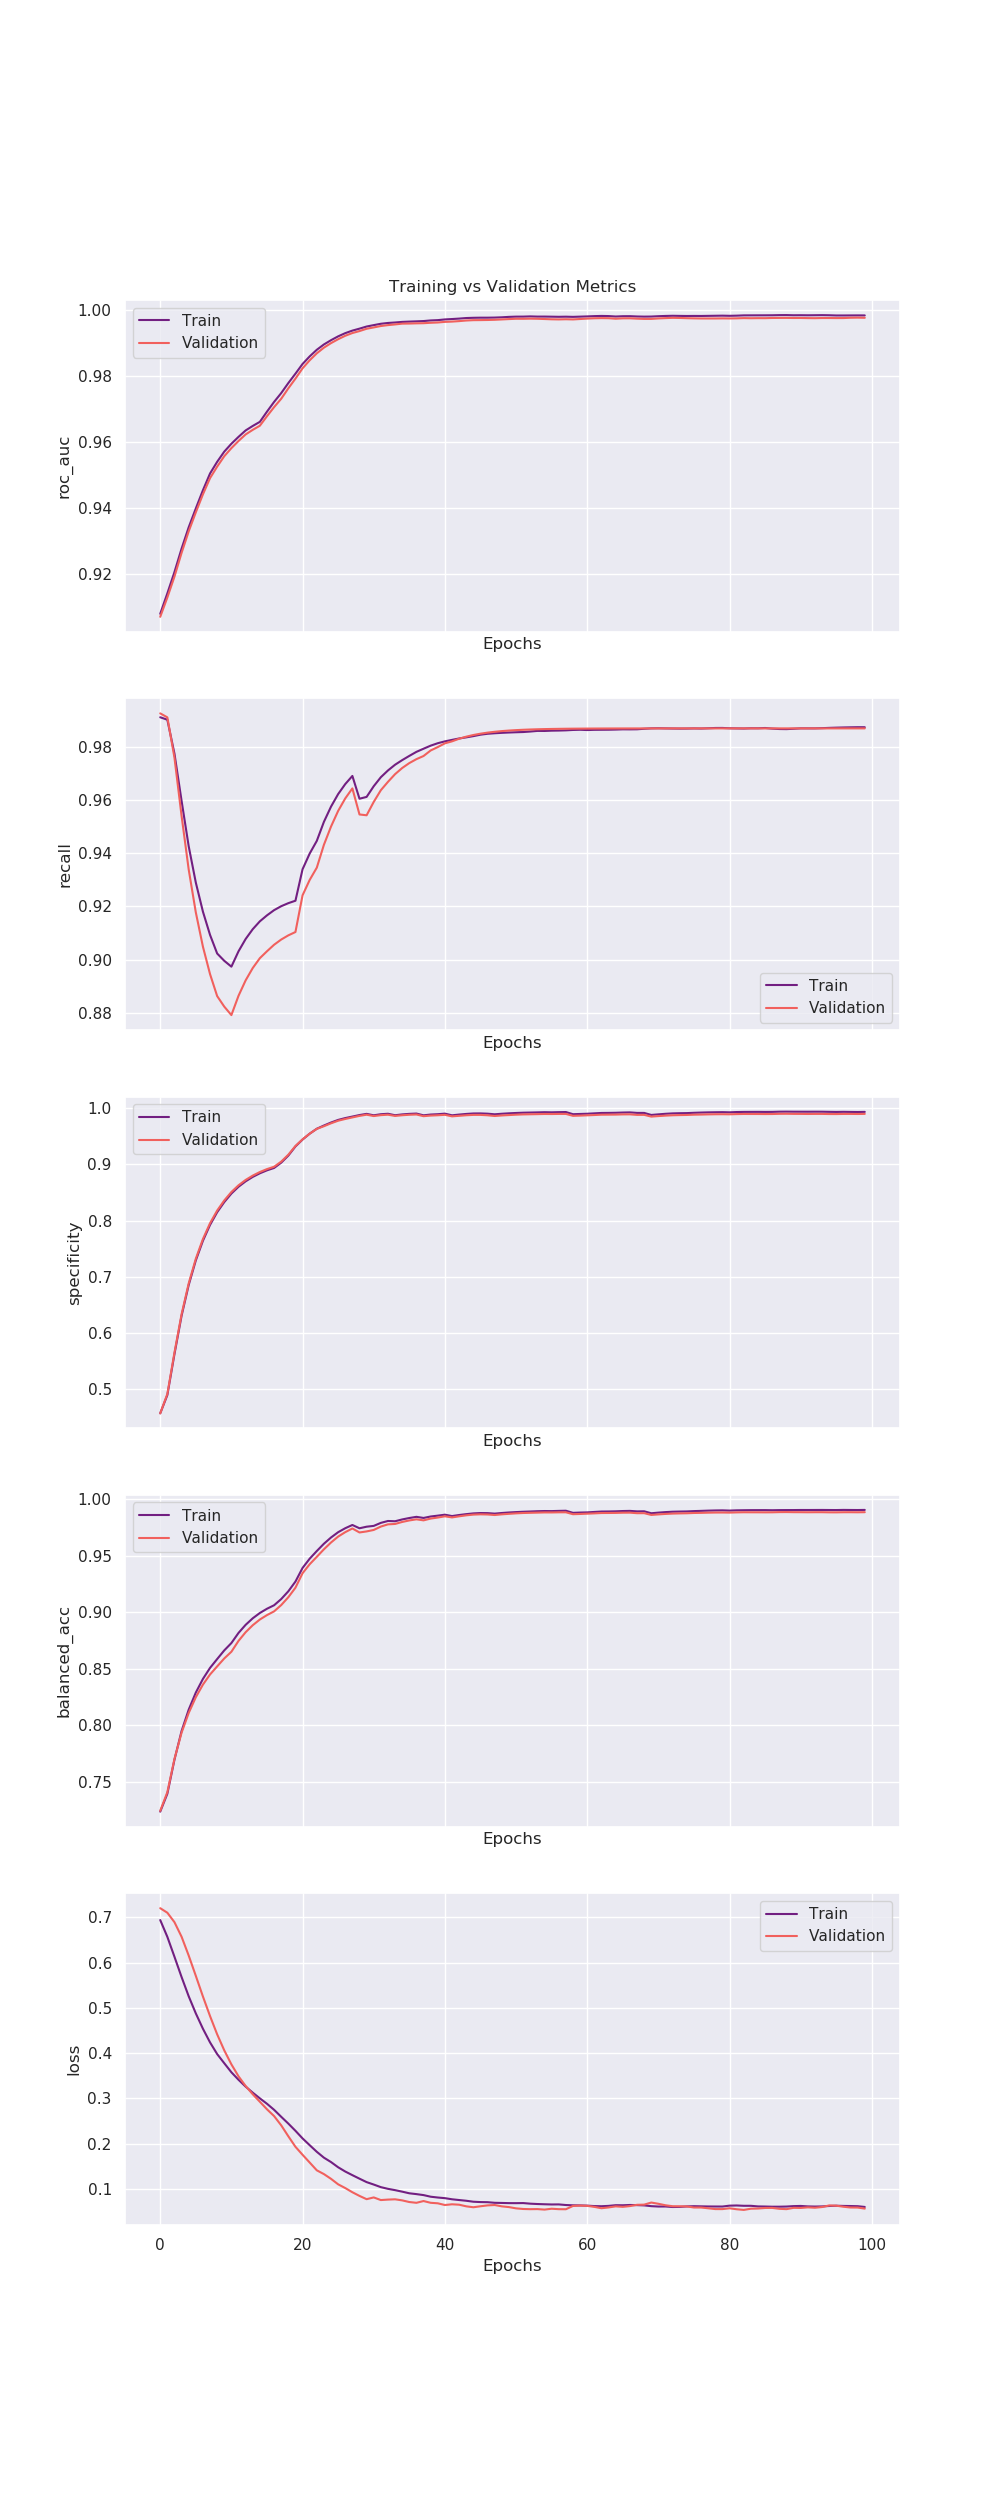 Training vs Validation Metrics
1.00
0.98
0.96
0.94
0.92
roc_auc
Train
Validation
Epochs
0.98
0.96
0.94
0.92
0.90
0.88
recall
Train
Validation
Epochs
1.0
0.9
0.8
0.7
0.6
0.5
specificity
Train
Validation
Epochs
1.00
0.95
0.90
0.85
0.80
0.75
balanced_acc
Train
Validation
Epochs
0.7
0.6
0.5
0.4
0.3
0.2
0.1
loss
Train
Validation
0 20 40 60 80 100
Epochs